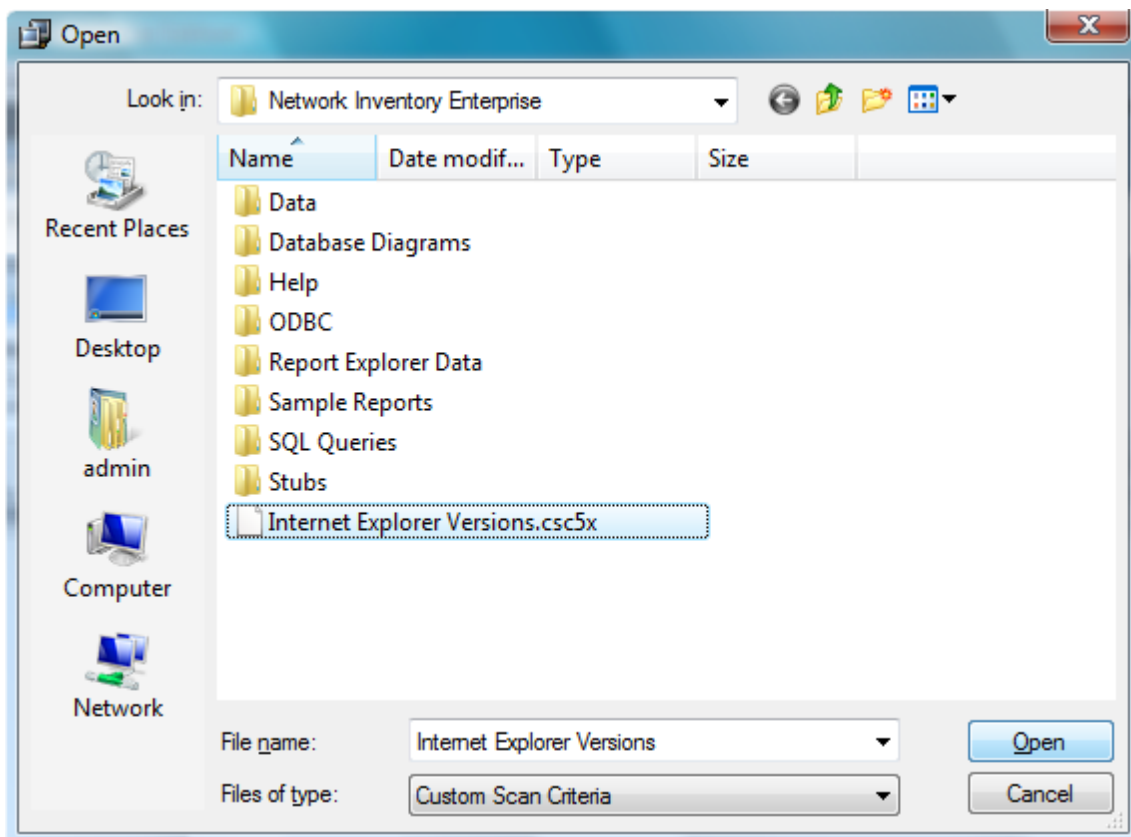 Open
Look in: Network Inventory Enterprise
Name Date modif... Type Size
Recent Places
Desktop
admin
Computer
Network
Data
Database Diagrams
Help
ODBC
Report Explorer Data
Sample Reports
SQL Queries
Stubs
Internet Explorer Versions.csc5x
File name: Internet Explorer Versions Open
Files of type: Custom Scan Criteria Cancel